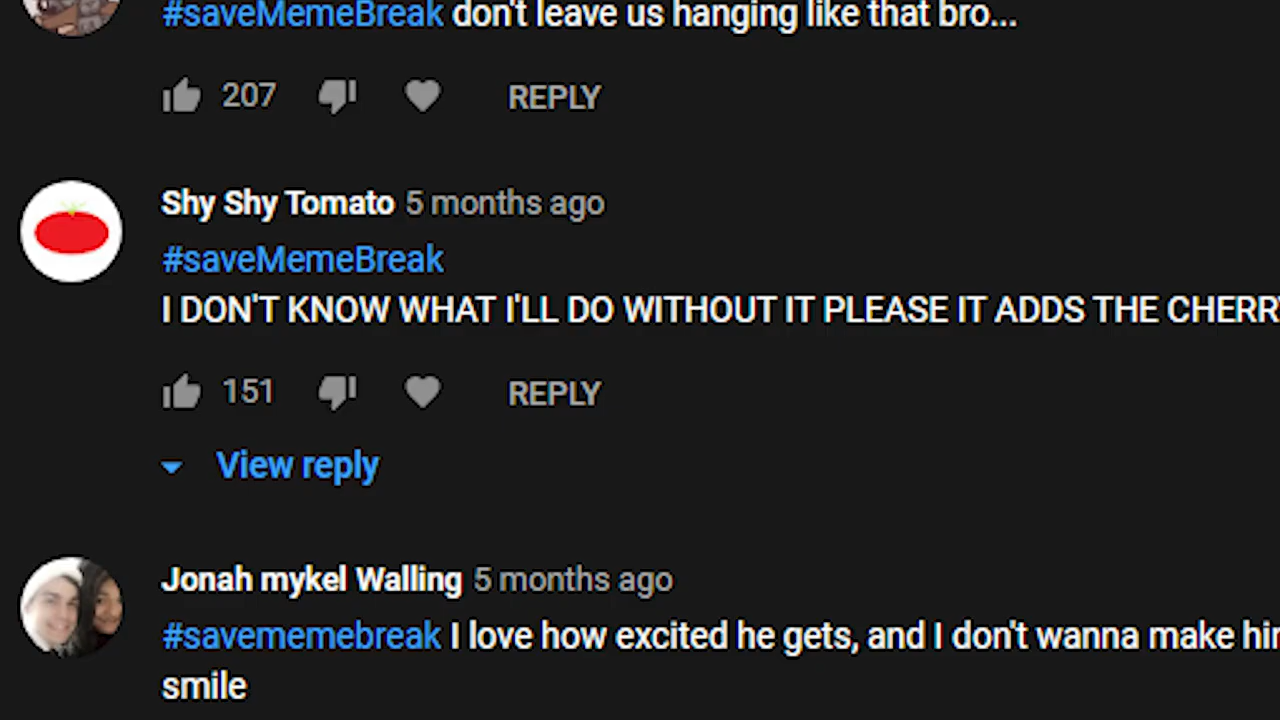 #saveMemeBreak don't leave us hanging like that bro...
207 REPLY
Shy Shy Tomato 5 months ago
#saveMemeBreak
I DON'T KNOW WHAT I'LL DO WITHOUT IT PLEASE IT ADDS THE
151 REPLY
View reply
Jonah mykel Walling 5 months ago
#savememebreak I love how excited he gets, and I don't wanna make
smile